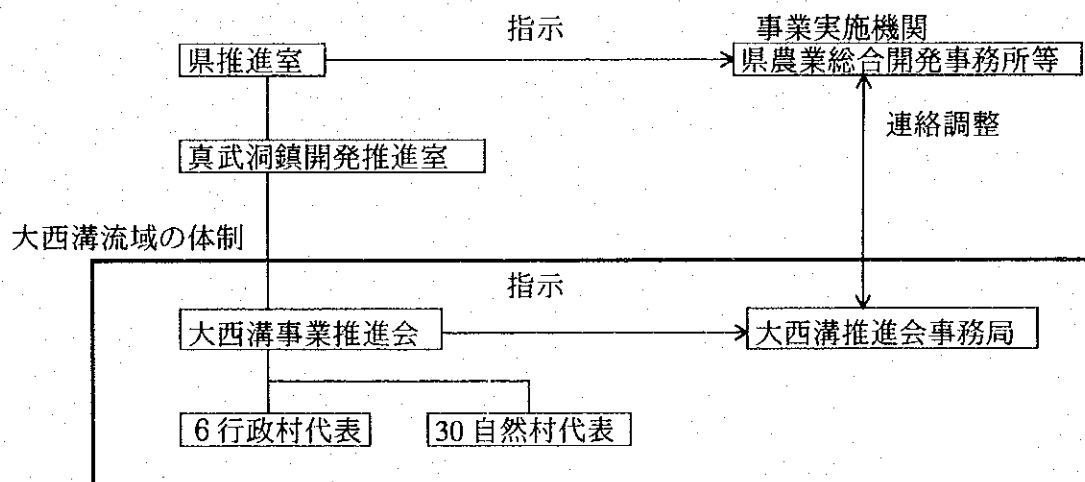 指示
事業実施機関
県推進室
県農業総合開発事務所等
連絡調整
真武洞鎮開発推進室
大西溝流域の体制
指示
大西溝事業推進会
大西溝推進会事務局
6行政村代表
30自然村代表